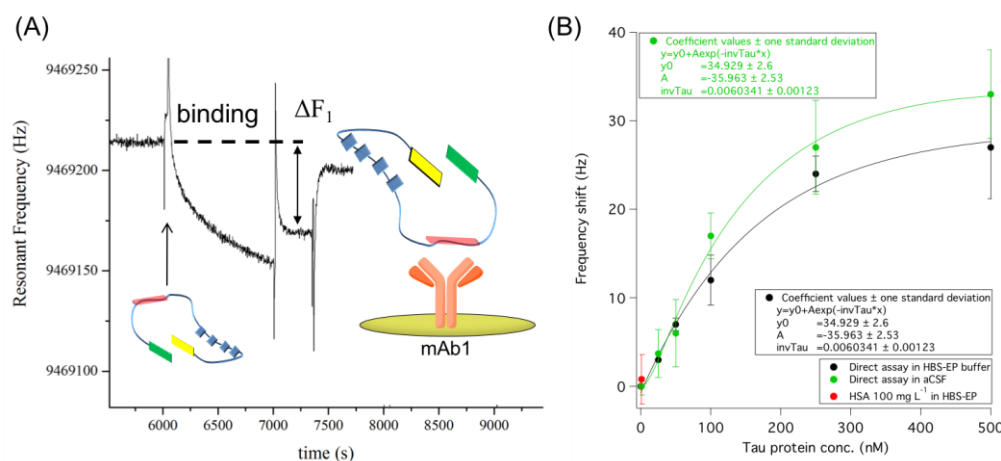 (A)
9469250
9469200
9469150
9469100
Resonant Frequency (Hz)
binding
ΔF1
mAb1
6000 6500 7000 7500 8000 8500 9000
time (s)
(B)
40
30
20
10
0
Frequency shift (Hz)
Coefficient values ± one standard deviation
y=y0+Aexp(-invTau*x)
y0 =34.929 ± 2.6
A =-35.963 ± 2.53
invTau =0.0060341 ± 0.00123
Coefficient values ± one standard deviation
y=y0+Aexp(-invTau*x)
y0 =34.929 ± 2.6
A =-35.963 ± 2.53
invTau =0.0060341 ± 0.00123
Direct assay in HBS-EP buffer
Direct assay in aCSF
HSA 100 mg L⁻¹ in HBS-EP
0 100 200 300 400 500
Tau protein conc. (nM)